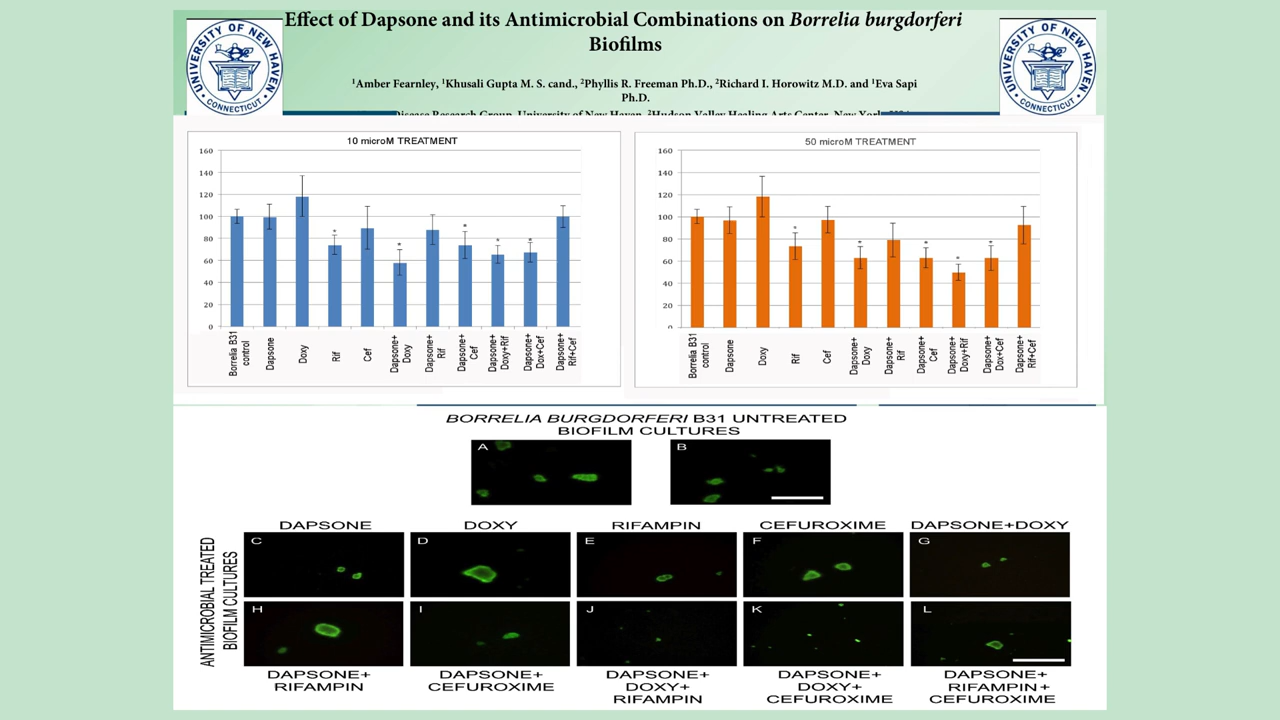 Effect of Dapsone and its Antimicrobial Combinations on Borrelia burgdorferi
Biofilms
UNIVERSITY OF NEW HAVEN
CONNECTICUT
UNIVERSITY OF NEW HAVEN
CONNECTICUT
¹Amber Fearnley, ¹Khusali Gupta M. S. cand., ²Phyllis R. Freeman Ph.D., ²Richard I. Horowitz M.D. and ¹Eva Sapi
Ph.D.
Disease Research Group, University of New Haven, ²Hudson Valley Healing Arts Center, New York
10 microM TREATMENT
160
140
120
100
80
60
40
20
0
Borrelia B31
control
Dapsone
Doxy
Rif
Cef
Dapsone+
Doxy
Dapsone+
Rif
Dapsone+
Cef
Dapsone+
Doxy+Rif
Dapsone+
Dox+Cef
Dapsone+
Rif+Cef
* * * * *
50 microM TREATMENT
160
140
120
100
80
60
40
20
0
Borrelia B31
control
Dapsone
Doxy
Rif
Cef
Dapsone+
Doxy
Dapsone+
Rif
Dapsone+
Cef
Dapsone+
Doxy+Rif
Dapsone+
Dox+Cef
Dapsone+
Rif+Cef
* * * * *
BORRELIA BURGDORFERI B31 UNTREATED
BIOFILM CULTURES
A B
DAPSONE DOXY RIFAMPIN CEFUROXIME DAPSONE+DOXY
ANTIMICROBIAL TREATED
BIOFILM CULTURES
C D E F G
H I J K L
DAPSONE+
RIFAMPIN
DAPSONE+
CEFUROXIME
DAPSONE+
DOXY+
RIFAMPIN
DAPSONE+
DOXY+
CEFUROXIME
DAPSONE+
RIFAMPIN+
CEFUROXIME